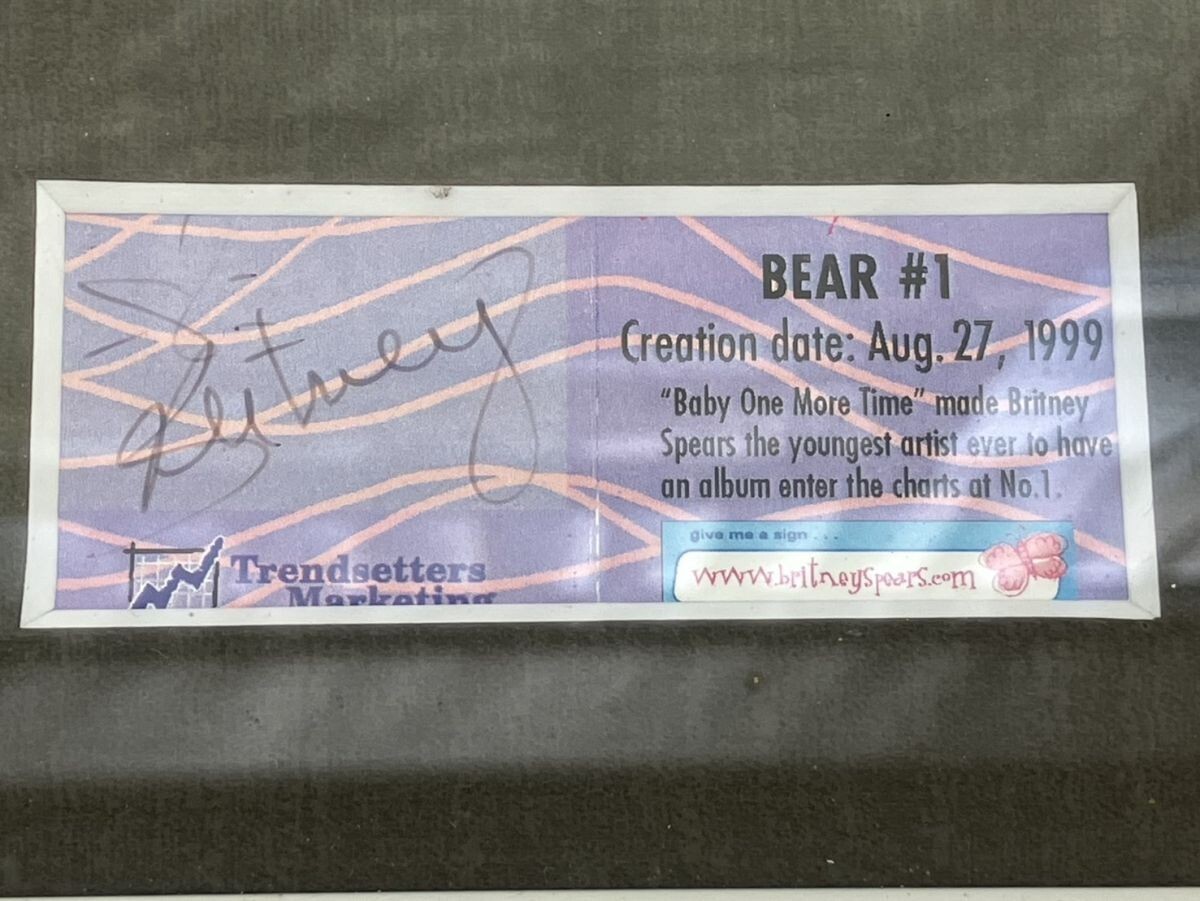 Britney
Trendsetters
Marketing
BEAR #1
Creation date: Aug. 27, 1999
"Baby One More Time" made Britney
Spears the youngest artist ever to have
an album enter the charts at No.1.
give me a sign . . .
www.britneyspears.com